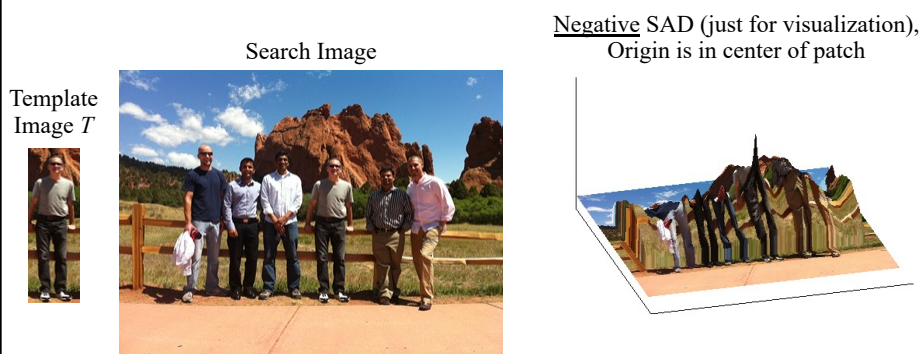 Negative SAD (just for visualization),
Origin is in center of patch
Search Image
Template
Image T